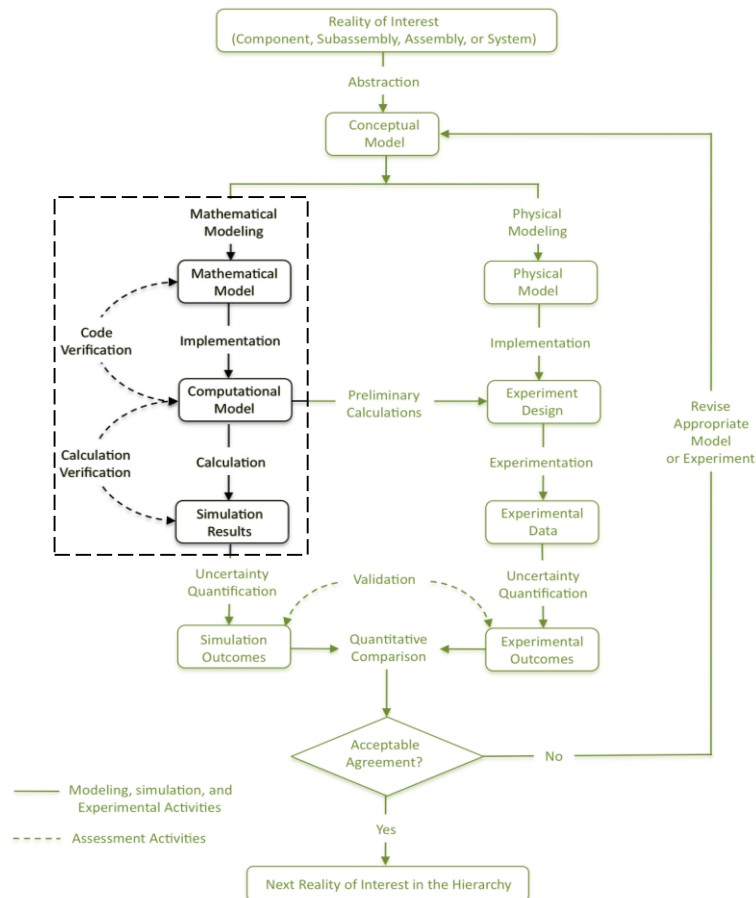 Reality of Interest
(Component, Subassembly, Assembly, or System)
Abstraction
Conceptual
Model
Mathematical
Modeling
Physical
Modeling
Mathematical
Model
Physical
Model
Code
Verification
Implementation
Implementation
Computational
Model
Preliminary
Calculations
Experiment
Design
Revise
Appropriate
Model
or Experiment
Calculation
Verification
Calculation
Experimentation
Simulation
Results
Experimental
Data
Uncertainty
Quantification
Validation
Uncertainty
Quantification
Simulation
Outcomes
Quantitative
Comparison
Experimental
Outcomes
Acceptable
Agreement?
No
Modeling, simulation, and
Experimental Activities
Assessment Activities
Yes
Next Reality of Interest in the Hierarchy